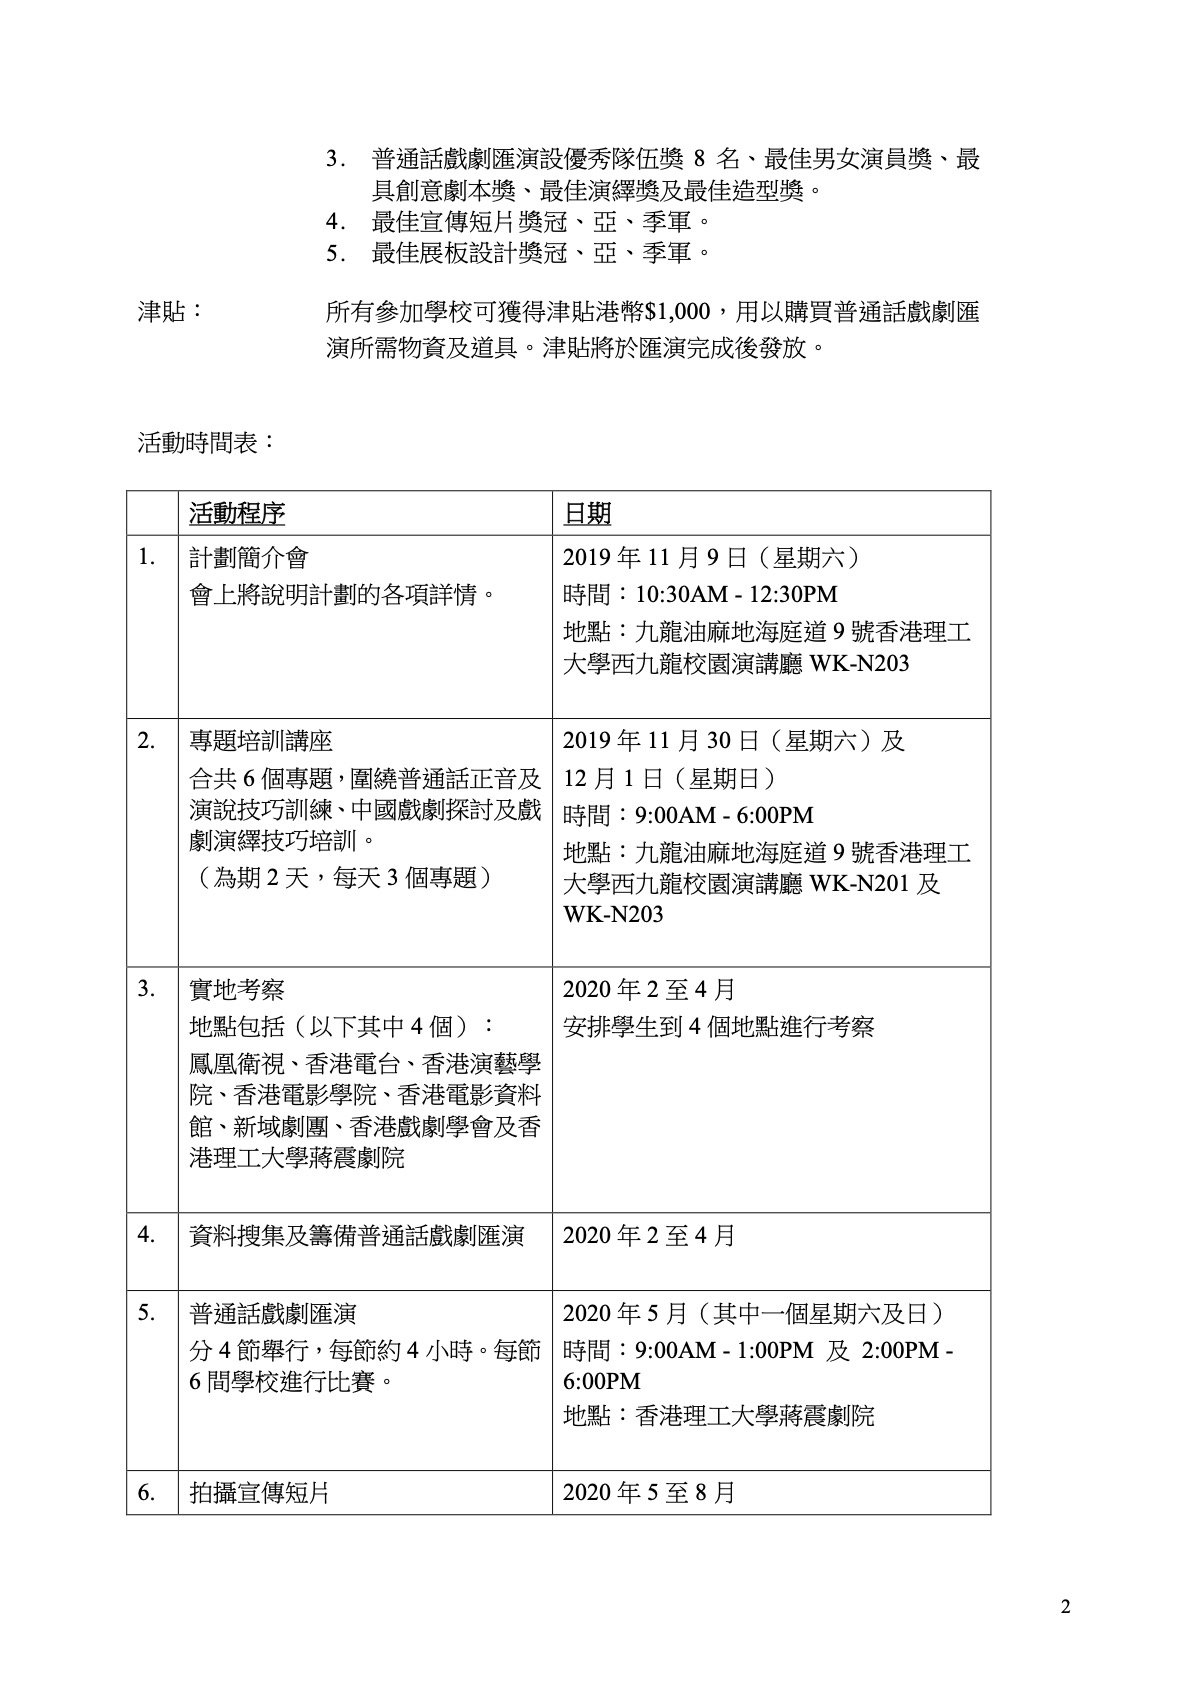 3. 普通話戲劇匯演設優秀隊伍獎 8 名、最佳男女演員獎、最
具創意劇本獎、最佳演繹獎及最佳造型獎。
4. 最佳宣傳短片獎冠、亞、季軍。
5. 最佳展板設計獎冠、亞、季軍。
津貼： 所有參加學校可獲得津貼港幣$1,000，用以購買普通話戲劇匯
演所需物資及道具。津貼將於匯演完成後發放。
活動時間表：
活動程序 日期
1. 計劃簡介會
會上將說明計劃的各項詳情。
2019 年 11 月 9 日（星期六）
時間：10:30AM - 12:30PM
地點：九龍油麻地海庭道 9 號香港理工
大學西九龍校園演講廳 WK-N203
2. 專題培訓講座
合共 6 個專題，圍繞普通話正音及
演說技巧訓練、中國戲劇探討及戲
劇演繹技巧培訓。
（為期 2 天，每天 3 個專題）
2019 年 11 月 30 日（星期六）及
12 月 1 日（星期日）
時間：9:00AM - 6:00PM
地點：九龍油麻地海庭道 9 號香港理工
大學西九龍校園演講廳 WK-N201 及
WK-N203
3. 實地考察
地點包括（以下其中 4 個）：
鳳凰衛視、香港電台、香港演藝學
院、香港電影學院、香港電影資料
館、新域劇團、香港戲劇學會及香
港理工大學蔣震劇院
2020 年 2 至 4 月
安排學生到 4 個地點進行考察
4. 資料搜集及籌備普通話戲劇匯演
2020 年 2 至 4 月
5. 普通話戲劇匯演
分 4 節舉行，每節約 4 小時。每節
6 間學校進行比賽。
2020 年 5 月（其中一個星期六及日）
時間：9:00AM - 1:00PM 及 2:00PM -
6:00PM
地點：香港理工大學蔣震劇院
6. 拍攝宣傳短片
2020 年 5 至 8 月
2